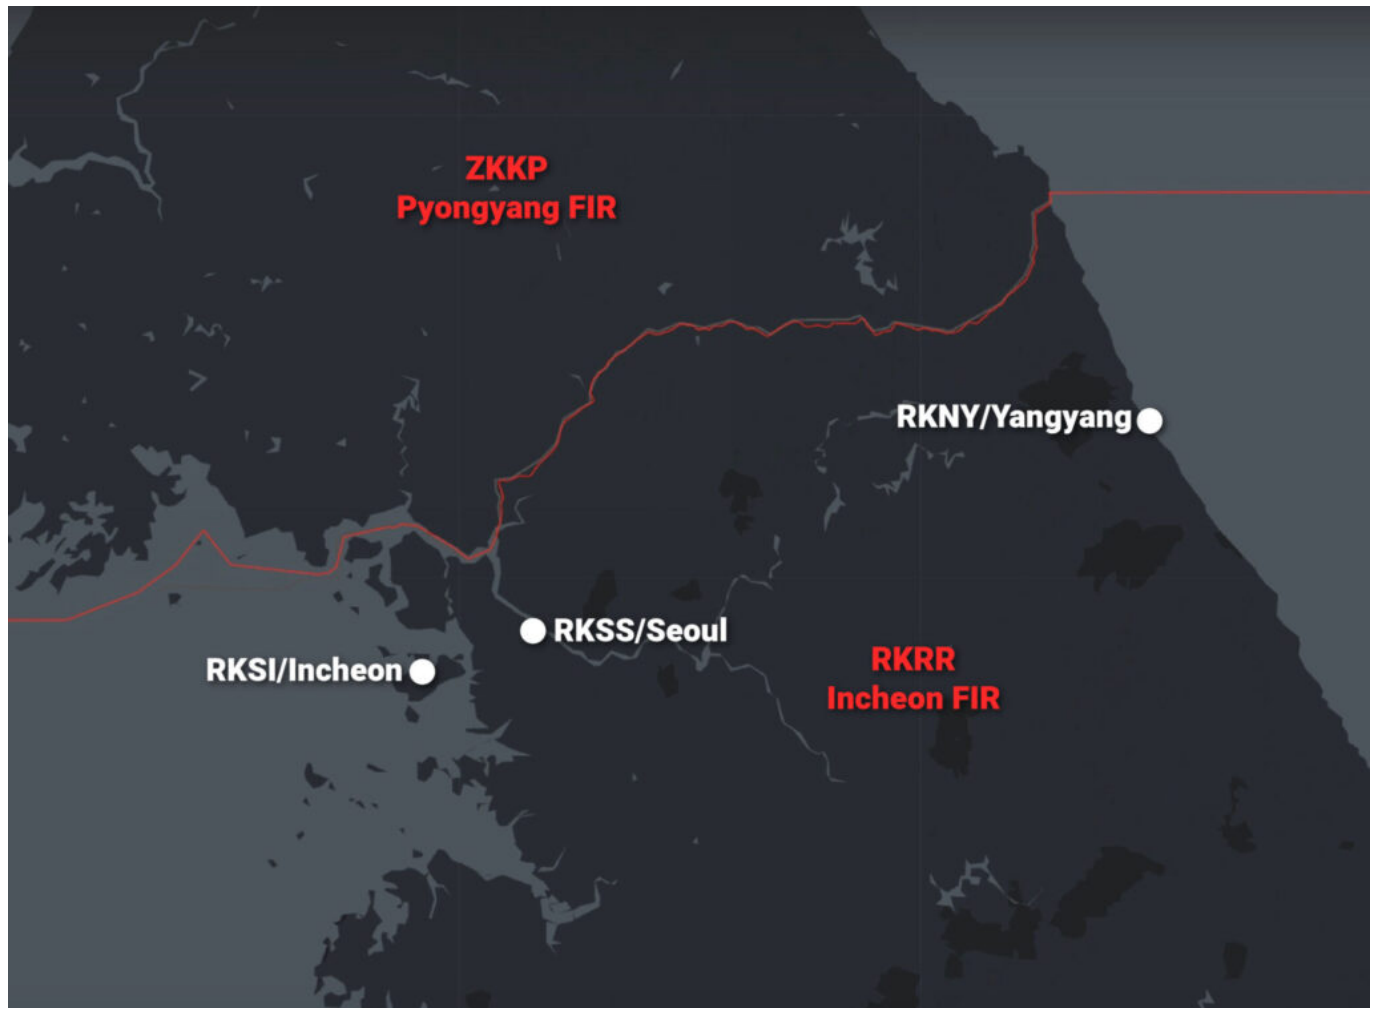 ZKKP
Pyongyang FIR
RKNY/Yangyang
RKSS/Seoul
RKSI/Incheon
RKRR
Incheon FIR